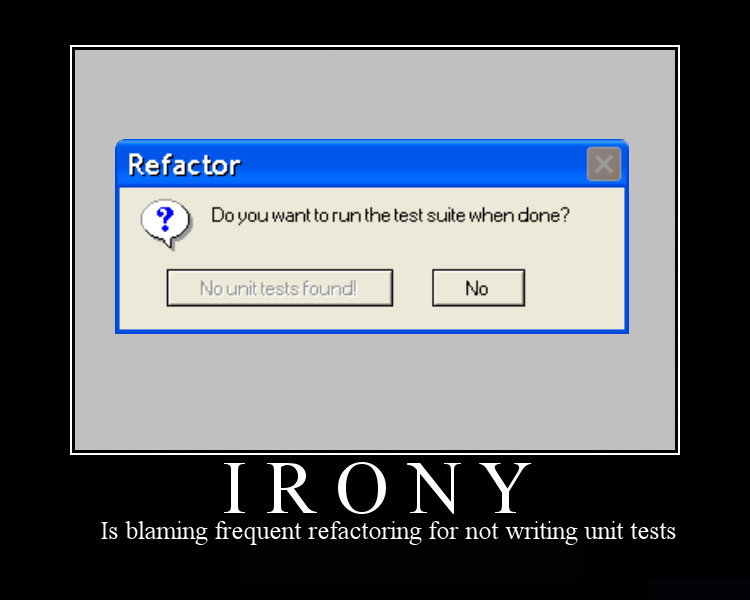 Refactor
?
Do you want to run the test suite when done?
No unit tests found!
No
IRONY
Is blaming frequent refactoring for not writing unit tests